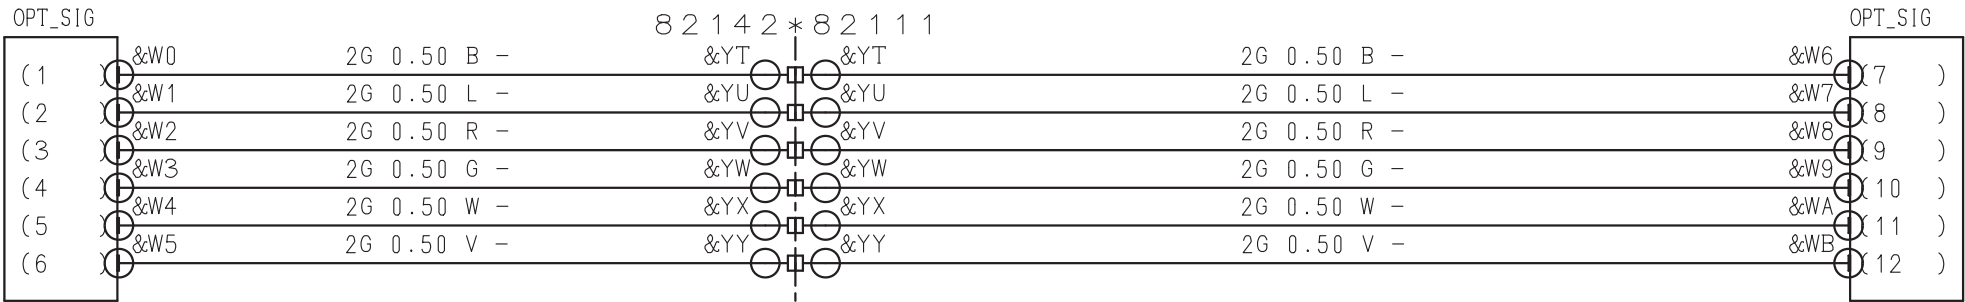 OPT_SIG 82142*82111 OPT_SIG
&W0 2G 0.50 B - &YT &YT 2G 0.50 B - &W6
(1 ) (7 )
&W1 2G 0.50 L - &YU &YU 2G 0.50 L - &W7
(2 ) (8 )
&W2 2G 0.50 R - &YV &YV 2G 0.50 R - &W8
(3 ) (9 )
&W3 2G 0.50 G - &YW &YW 2G 0.50 G - &W9
(4 ) (10 )
&W4 2G 0.50 W - &YX &YX 2G 0.50 W - &WA
(5 ) (11 )
&W5 2G 0.50 V - &YY &YY 2G 0.50 V - &WB
(6 ) (12 )